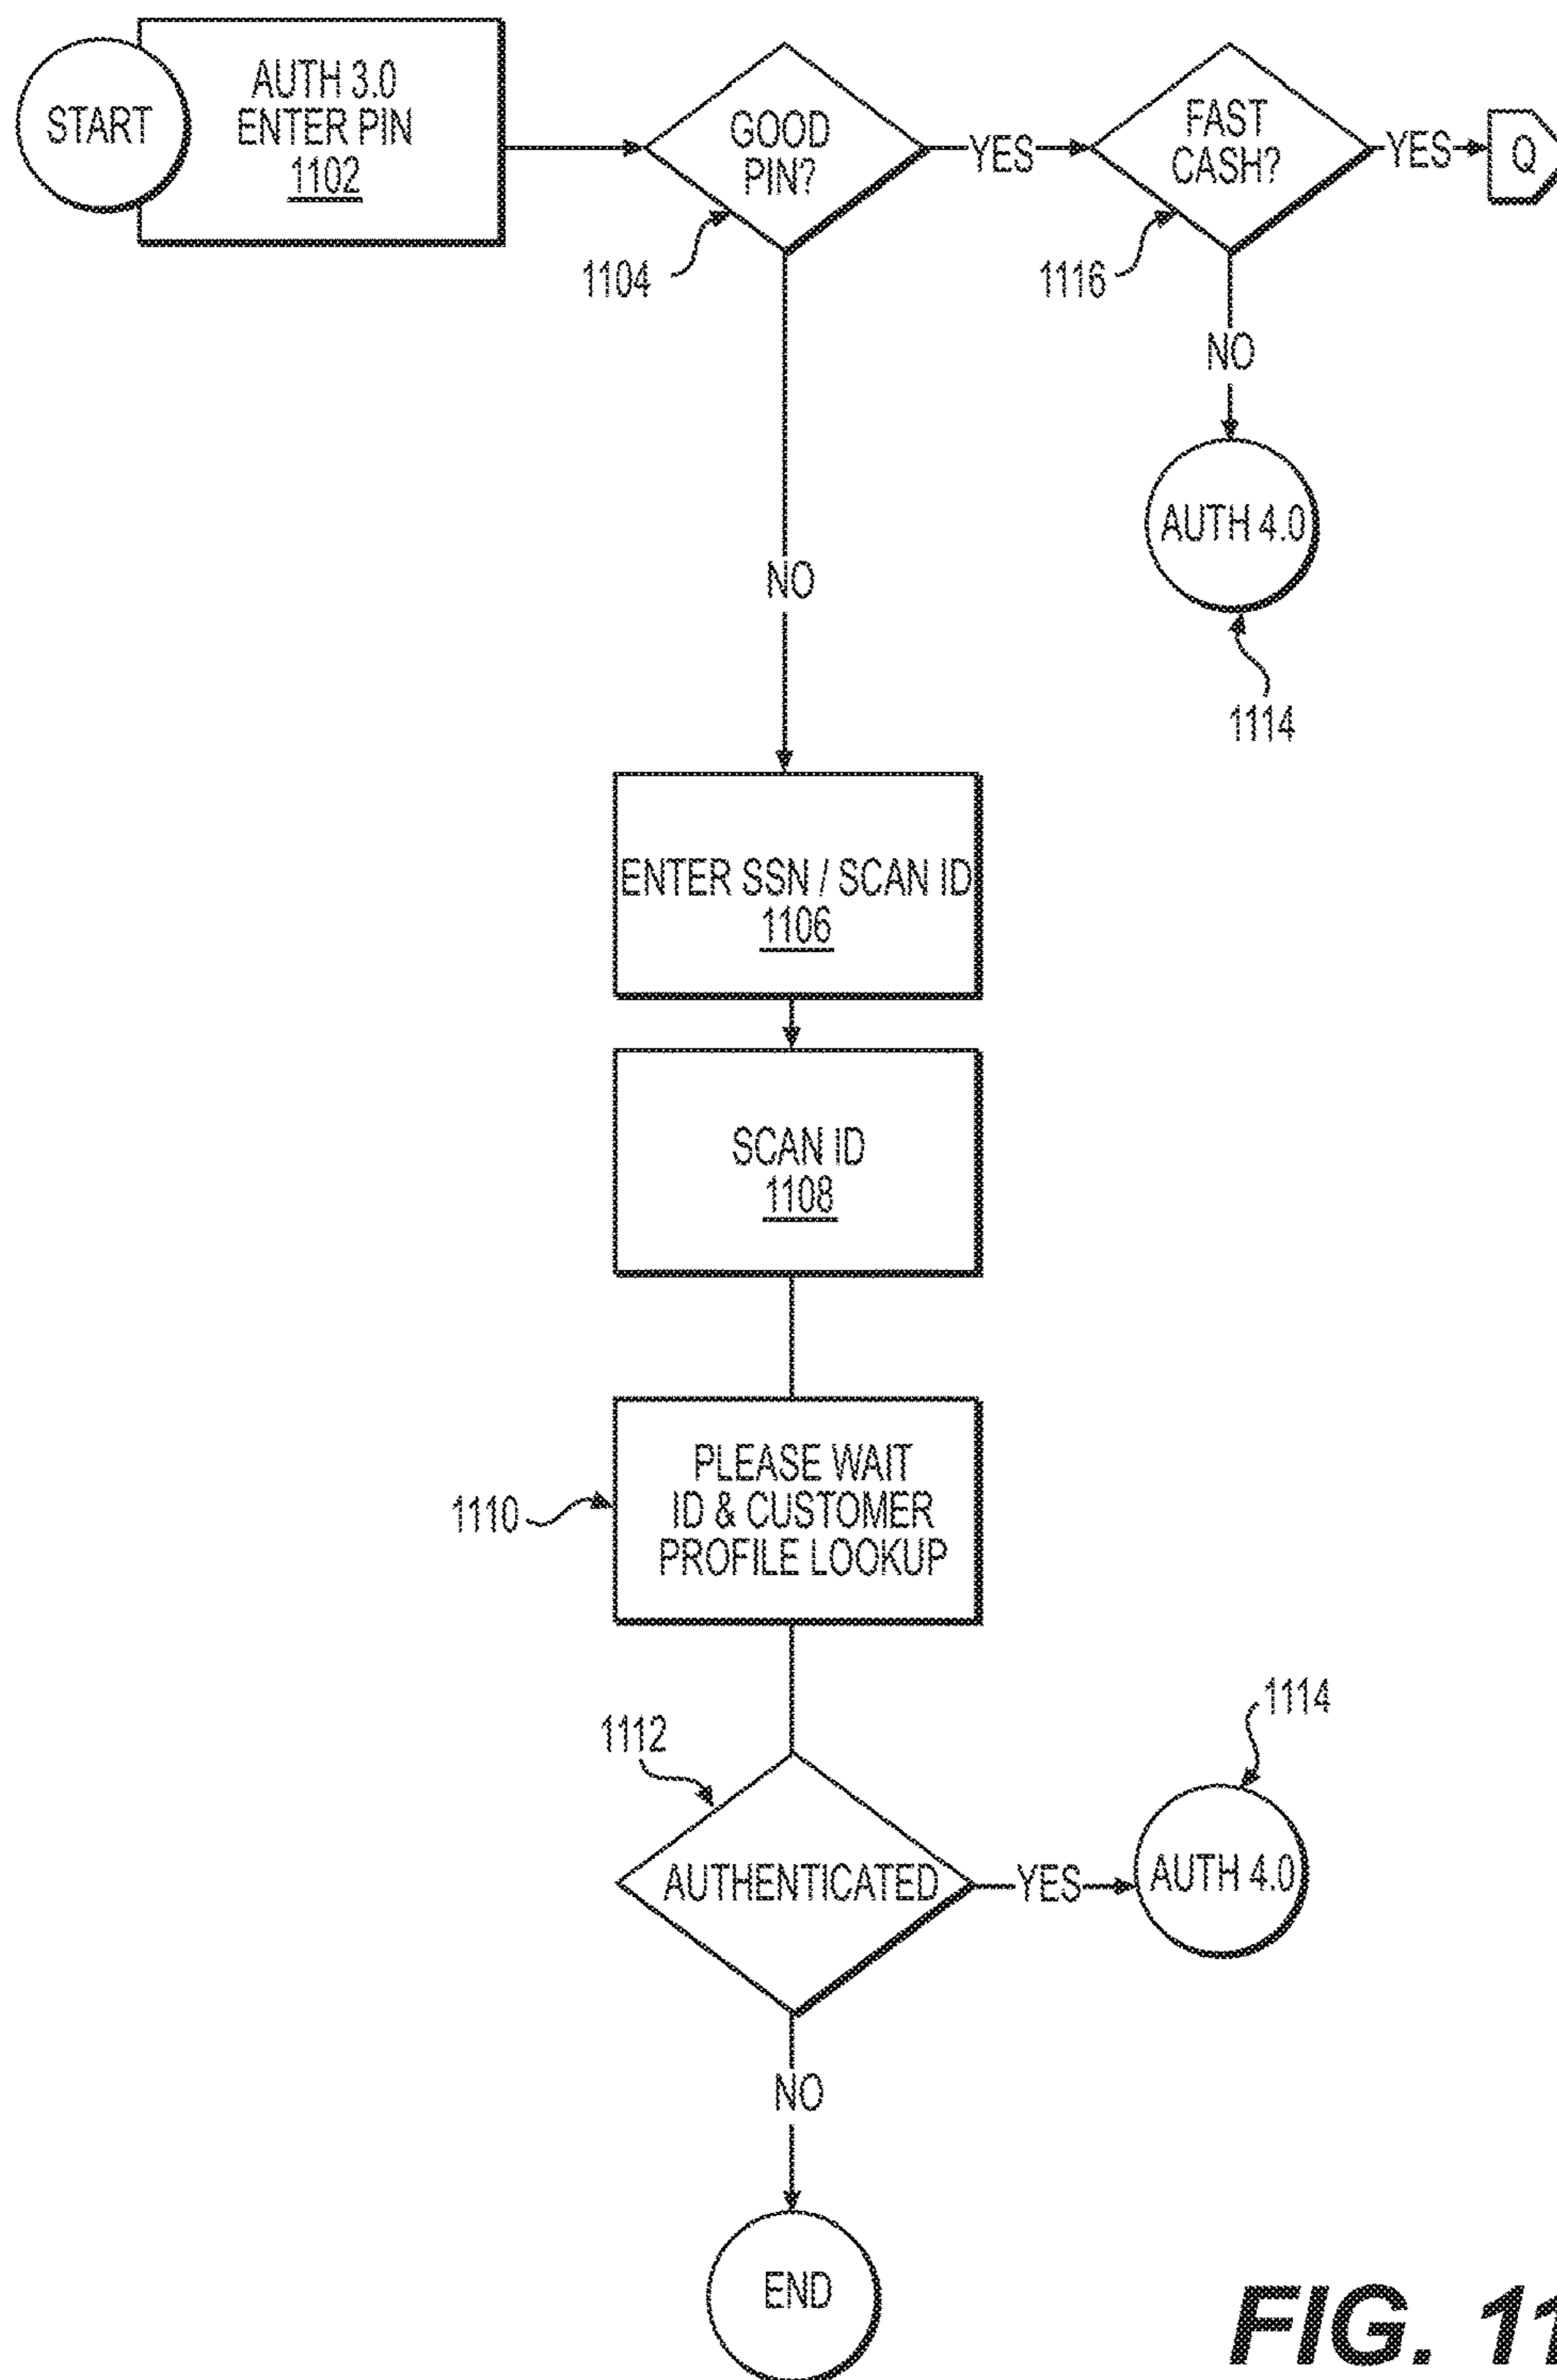 START
AUTH 3.0
ENTER PIN
1102
GOOD
PIN?
1104
YES
FAST
CASH?
1116
YES
Q
NO
AUTH 4.0
1114
NO
ENTER SSN / SCAN ID
1106
SCAN ID
1108
PLEASE WAIT
ID & CUSTOMER
PROFILE LOOKUP
1110
1112
AUTHENTICATED
YES
AUTH 4.0
1114
NO
END
FIG. 11